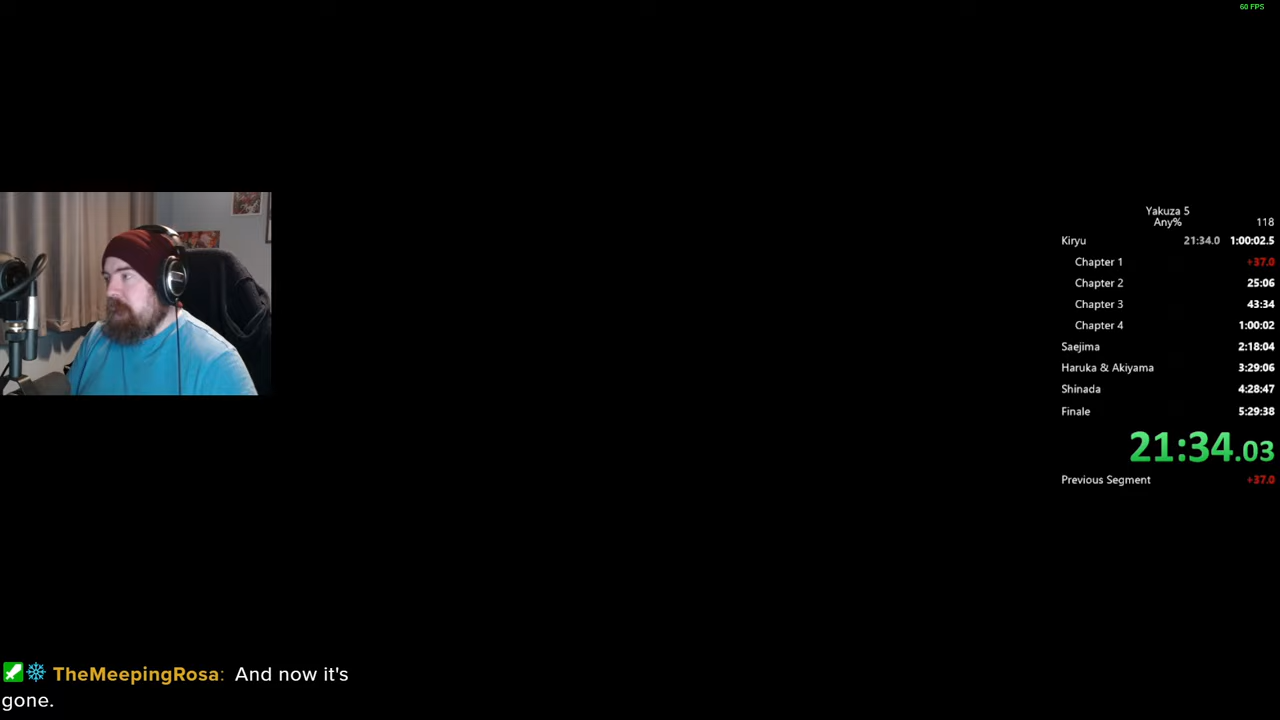 60 FPS
Yakuza 5
Any% 118
Kiryu 21:34.0 1:00:02.5
Chapter 1 +37.0
Chapter 2 25:06
Chapter 3 43:34
Chapter 4 1:00:02
Saejima 2:18:04
Haruka & Akiyama 3:29:06
Shinada 4:28:47
Finale 5:29:38
21:34.03
Previous Segment +37.0
TheMeepingRosa: And now it's
gone.